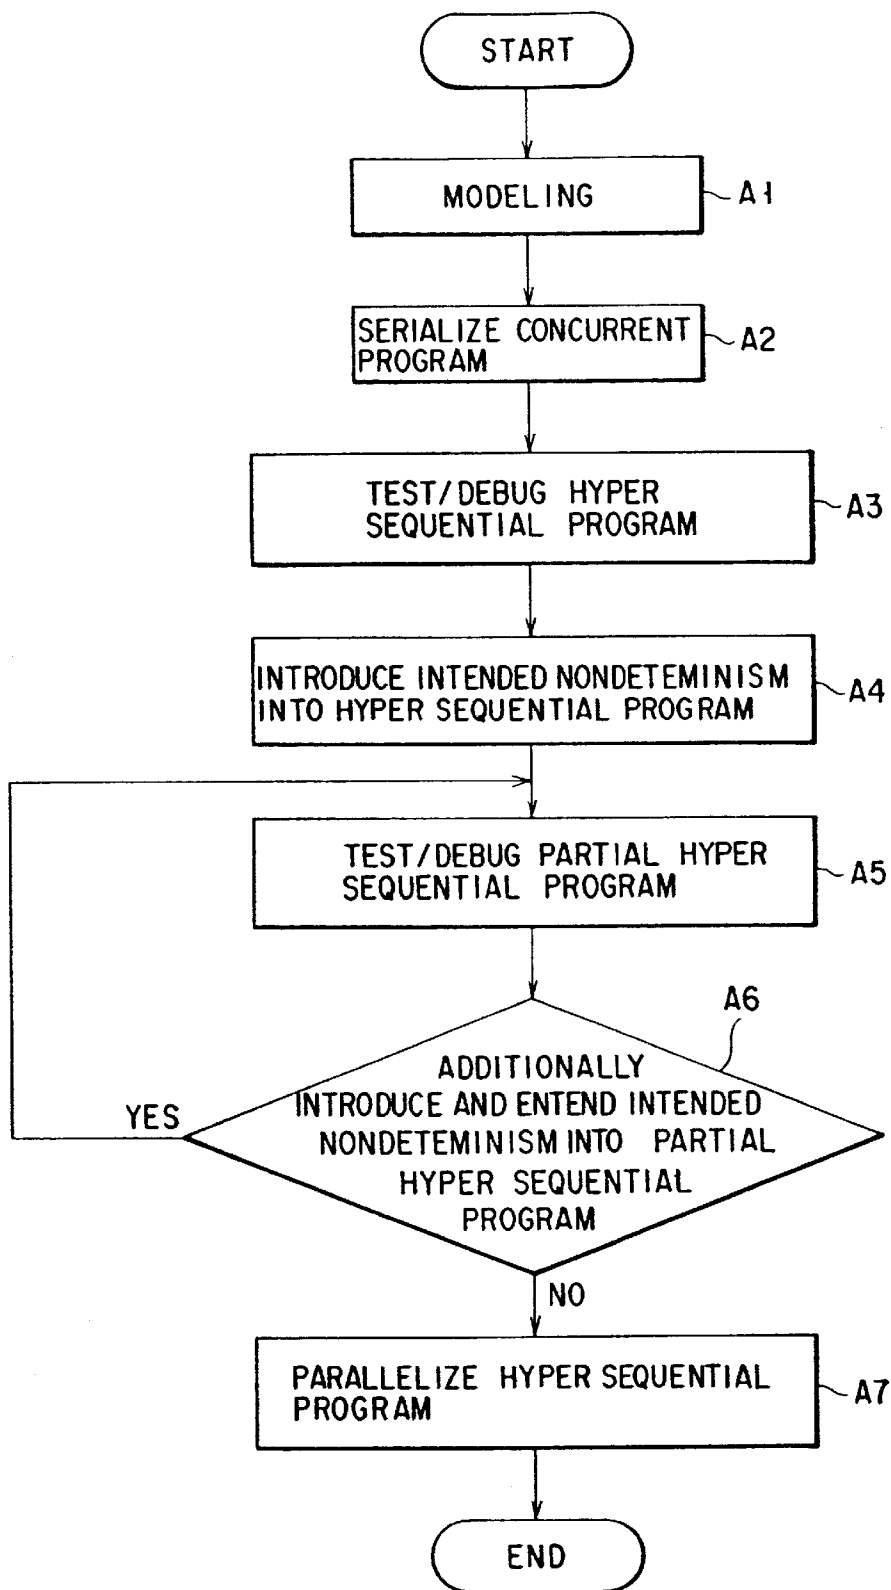 START
MODELING
A1
SERIALIZE CONCURRENT
PROGRAM
A2
TEST/DEBUG HYPER
SEQUENTIAL PROGRAM
A3
INTRODUCE INTENDED NONDETEMINISM
INTO HYPER SEQUENTIAL PROGRAM
A4
TEST/DEBUG PARTIAL HYPER
SEQUENTIAL PROGRAM
A5
A6
ADDITIONALLY
INTRODUCE AND ENTEND INTENDED
NONDETEMINISM INTO PARTIAL
HYPER SEQUENTIAL
PROGRAM
YES
NO
PARALLELIZE HYPER SEQUENTIAL
PROGRAM
A7
END